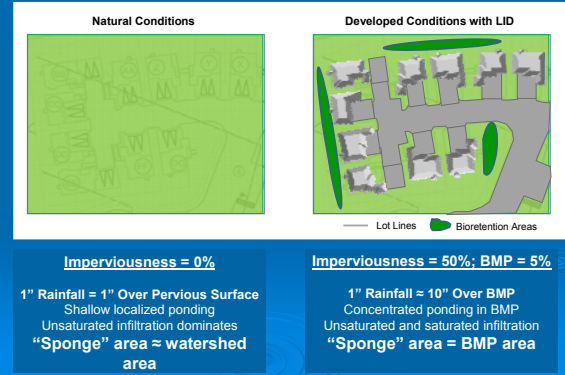 Natural Conditions
Developed Conditions with LID
Lot Lines
Bioretention Areas
Imperviousness = 0%
1” Rainfall = 1” Over Pervious Surface
Shallow localized ponding
Unsaturated infiltration dominates
“Sponge” area ≈ watershed
area
Imperviousness = 50%; BMP = 5%
1” Rainfall ≈ 10” Over BMP
Concentrated ponding in BMP
Unsaturated and saturated infiltration
“Sponge” area = BMP area